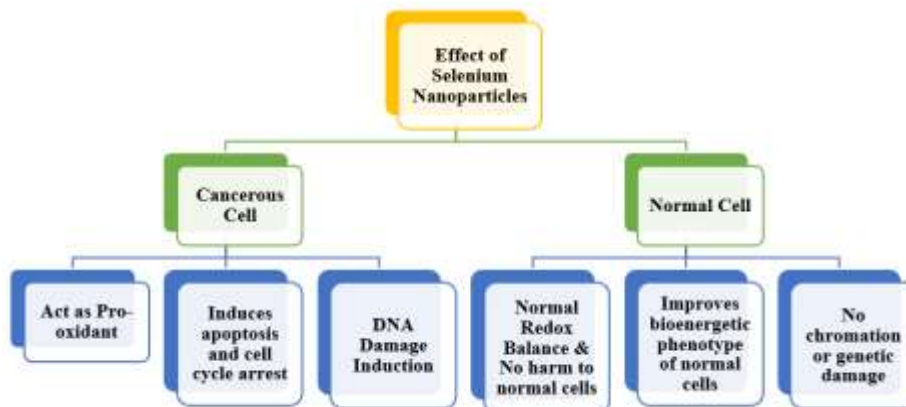 Effect of
Selenium
Nanoparticles
Cancerous
Cell
Normal Cell
Act as Pro-
oxidant
Induces
apoptosis
and cell
cycle arrest
DNA
Damage
Induction
Normal
Redox
Balance &
No harm to
normal cells
Improves
bioenergetic
phenotype
of normal
cells
No
chromation
or genetic
damage